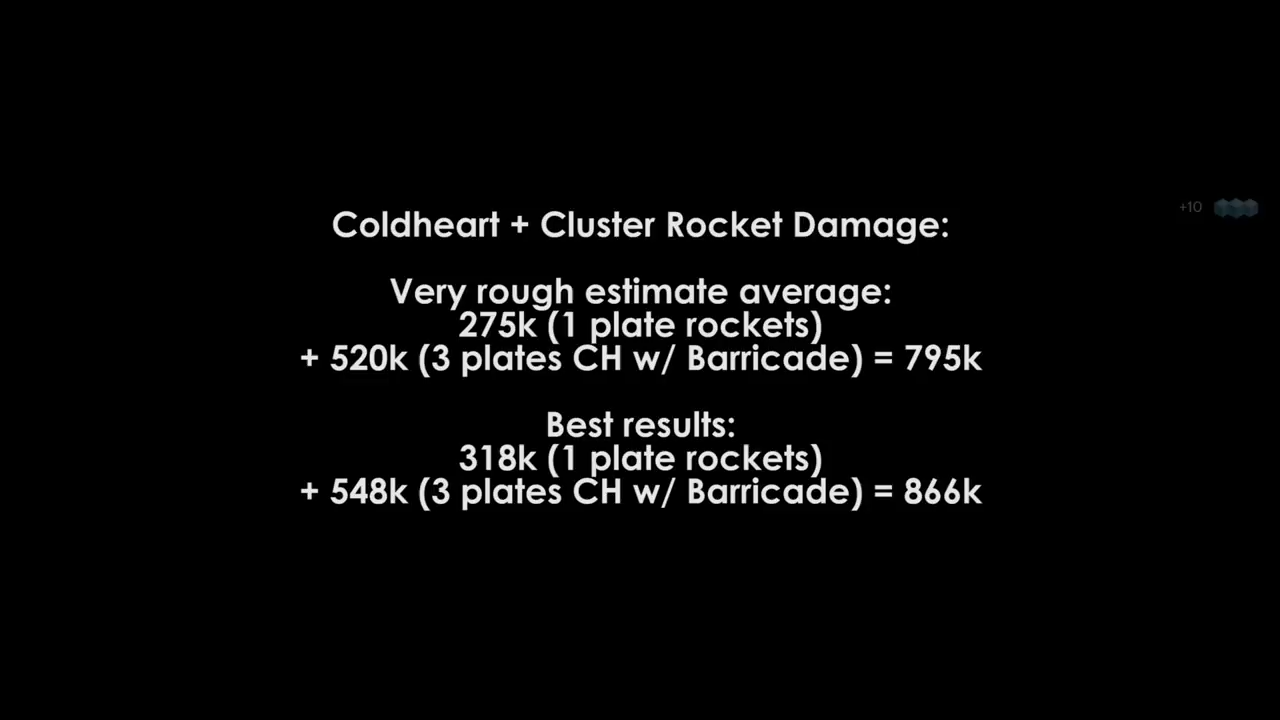 Coldheart + Cluster Rocket Damage:
Very rough estimate average:
275k (1 plate rockets)
+ 520k (3 plates CH w/ Barricade) = 795k
Best results:
318k (1 plate rockets)
+ 548k (3 plates CH w/ Barricade) = 866k
+10